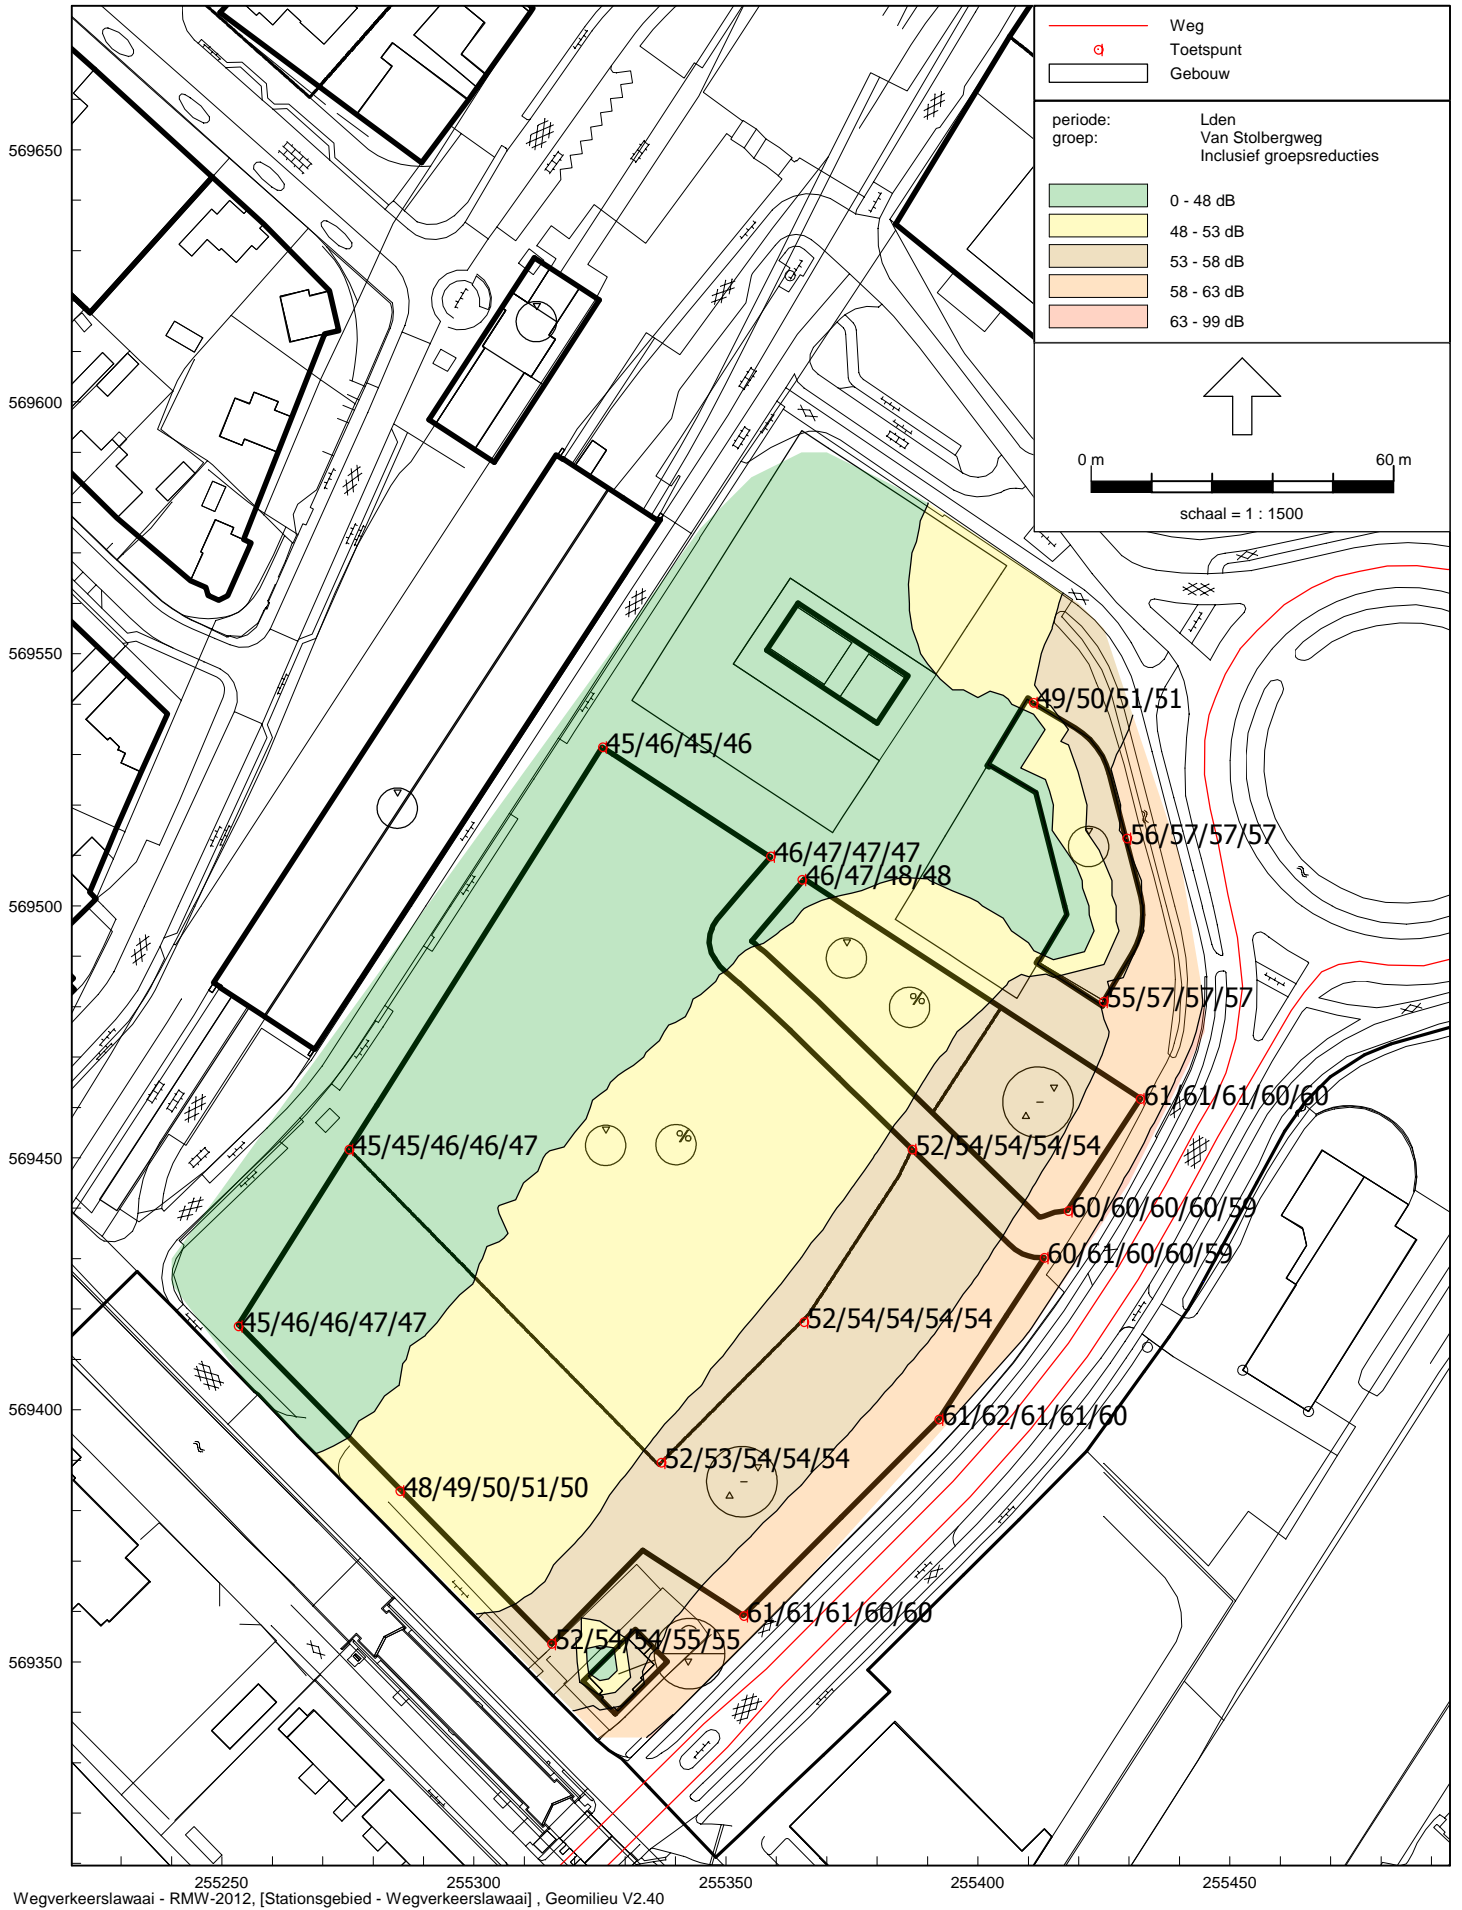 Weg
Toetspunt
Gebouw
periode: Lden
groep: Van Stolbergweg
Inclusief groepsreducties
0 - 48 dB
48 - 53 dB
53 - 58 dB
58 - 63 dB
63 - 99 dB
0 m 60 m
schaal = 1 : 1500
569650
569600
569550
569500
569450
569400
569350
49/50/51/51
45/46/45/46
56/57/57/57
46/47/47/47
46/47/48/48
%
55/57/57/57
61/61/61/60/60
%
45/45/46/46/47
52/54/54/54/54
60/60/60/60/59
60/61/60/60/59
45/46/46/47/47
52/54/54/54/54
61/62/61/61/60
52/53/54/54/54
48/49/50/51/50
61/61/61/60/60
52/54/54/55/55
255250 255300 255350 255400 255450
Wegverkeerslawaai - RMW-2012, [Stationsgebied - Wegverkeerslawaai] , Geomilieu V2.40